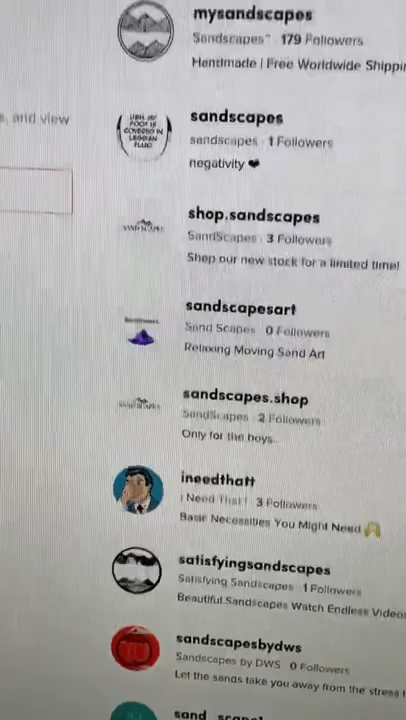 mysandscapes
Sandscapes™ 179 Followers
Handmade | Free Worldwide Shippin
s, and view
sandscapes
sandscapes · 1 Followers
negativity ❤
shop.sandscapes
SandScapes · 3 Followers
Shop our new stock for a limited time!
sandscapesart
Sand Scapes · 0 Followers
Relaxing Moving Sand Art
sandscapes.shop
SandScapes · 2 Followers
Only for the boys..
ineedthatt
I Need That! · 3 Followers
Basic Necessities You Might Need 🙌
satisfyingsandscapes
Satisfying Sandscapes · 1 Followers
Beautiful Sandscapes Watch Endless Videos
sandscapesbydws
Sandscapes by DWS · 0 Followers
Let the sands take you away from the stress